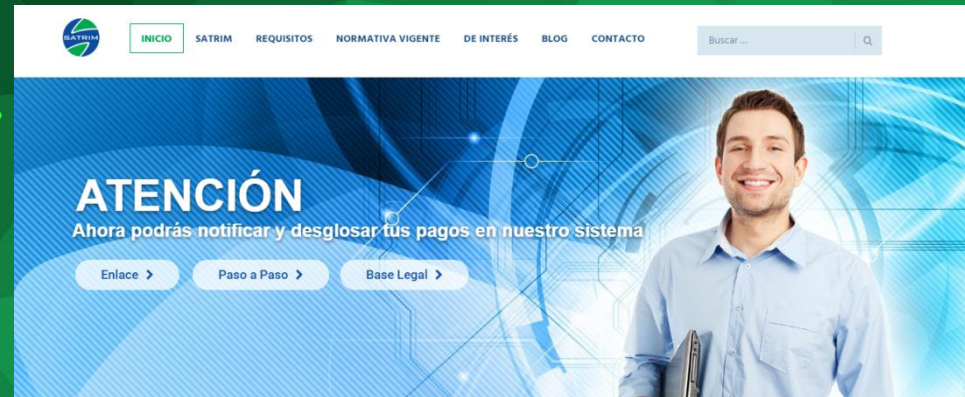 SATRIM
INICIO
SATRIM
REQUISITOS
NORMATIVA VIGENTE
DE INTERÉS
BLOG
CONTACTO
Buscar ...
ATENCIÓN
Ahora podrás notificar y desglosar tus pagos en nuestro sistema
Enlace
Paso a Paso
Base Legal